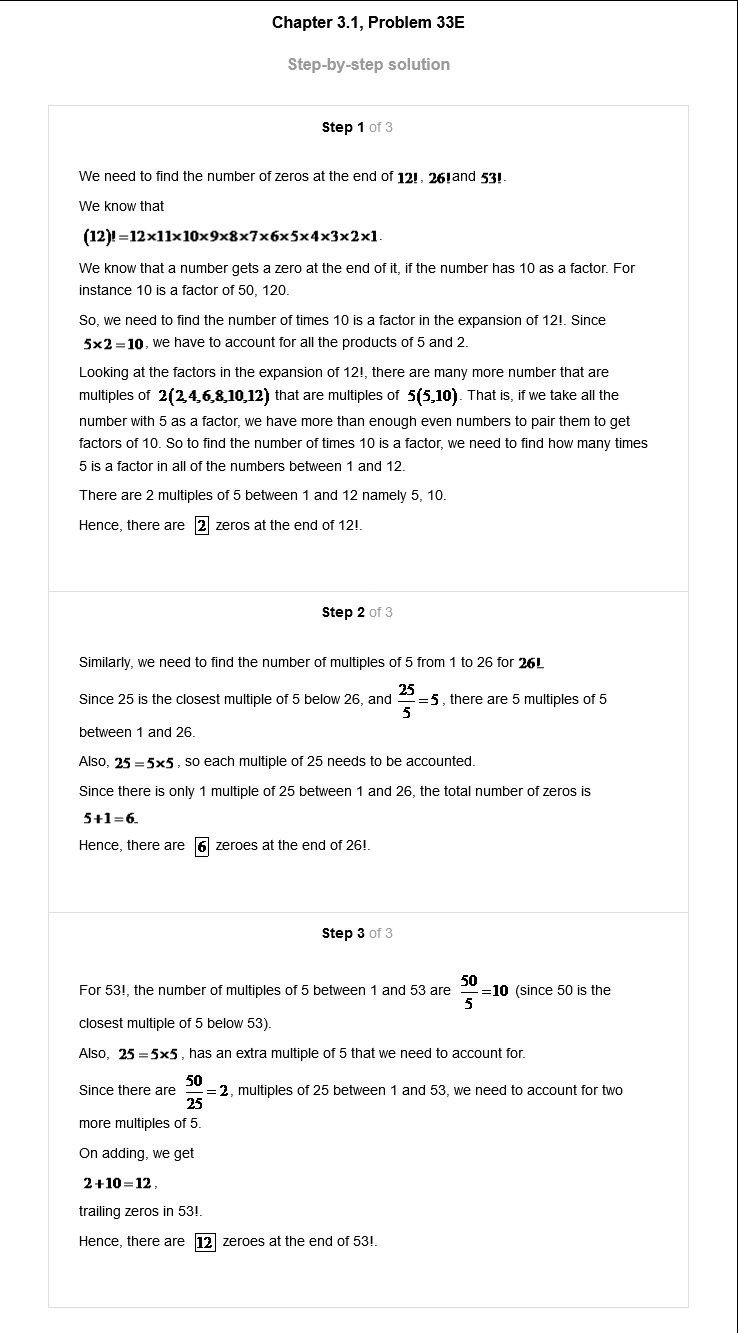 Chapter 3.1, Problem 33E
Step-by-step solution
Step 1 of 3
We need to find the number of zeros at the end of 12!, 26! and 53!.
We know that
(12)! = 12×11×10×9×8×7×6×5×4×3×2×1.
We know that a number gets a zero at the end of it, if the number has 10 as a factor. For
instance 10 is a factor of 50, 120.
So, we need to find the number of times 10 is a factor in the expansion of 12!. Since
5×2 = 10, we have to account for all the products of 5 and 2.
Looking at the factors in the expansion of 12!, there are many more number that are
multiples of 2(2,4,6,8,10,12) that are multiples of 5(5,10). That is, if we take all the
number with 5 as a factor, we have more than enough even numbers to pair them to get
factors of 10. So to find the number of times 10 is a factor, we need to find how many times
5 is a factor in all of the numbers between 1 and 12.
There are 2 multiples of 5 between 1 and 12 namely 5, 10.
Hence, there are 2 zeros at the end of 12!.
Step 2 of 3
Similarly, we need to find the number of multiples of 5 from 1 to 26 for 26!.
Since 25 is the closest multiple of 5 below 26, and 25/5 = 5, there are 5 multiples of 5
between 1 and 26.
Also, 25 = 5×5, so each multiple of 25 needs to be accounted.
Since there is only 1 multiple of 25 between 1 and 26, the total number of zeros is
5+1 = 6.
Hence, there are 6 zeroes at the end of 26!.
Step 3 of 3
For 53!, the number of multiples of 5 between 1 and 53 are 50/5 = 10 (since 50 is the
closest multiple of 5 below 53).
Also, 25 = 5×5, has an extra multiple of 5 that we need to account for.
Since there are 50/25 = 2, multiples of 25 between 1 and 53, we need to account for two
more multiples of 5.
On adding, we get
2+10 = 12,
trailing zeros in 53!.
Hence, there are 12 zeroes at the end of 53!.